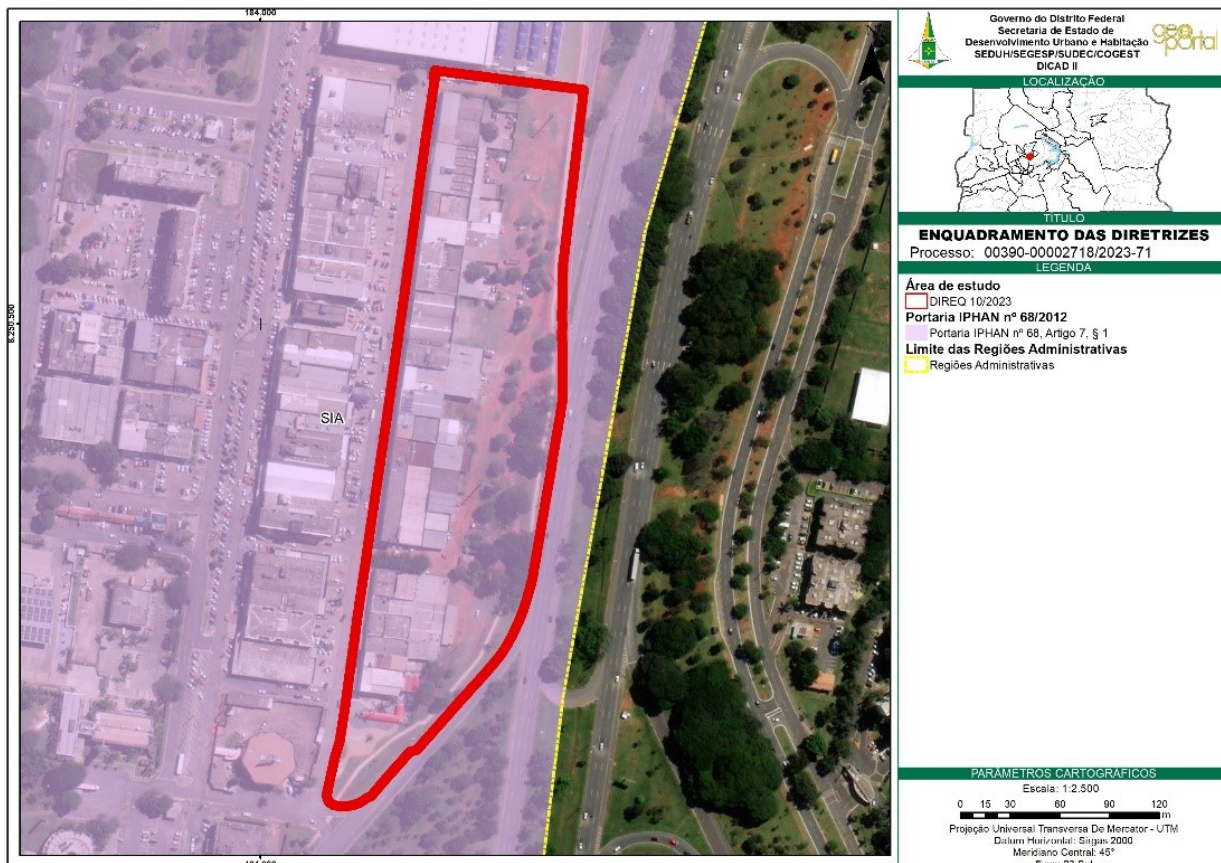 184.000
8.250.500
SIA
184.000
Governo do Distrito Federal
Secretaria de Estado de
Desenvolvimento Urbano e Habitação
SEDUH/SEGESP/SUDEC/COGEST
DICAD II
geo
portal
LOCALIZAÇÃO
TÍTULO
ENQUADRAMENTO DAS DIRETRIZES
Processo: 00390-00002718/2023-71
LEGENDA
Área de estudo
DIREQ 10/2023
Portaria IPHAN nº 68/2012
Portaria IPHAN nº 68, Artigo 7, § 1
Limite das Regiões Administrativas
Regiões Administrativas
PARÂMETROS CARTOGRÁFICOS
Escala: 1:2.500
0 15 30 60 90 120
m
Projeção Universal Transversa De Mercator - UTM
Datum Horizontal: Sirgas 2000
Meridiano Central: 45°